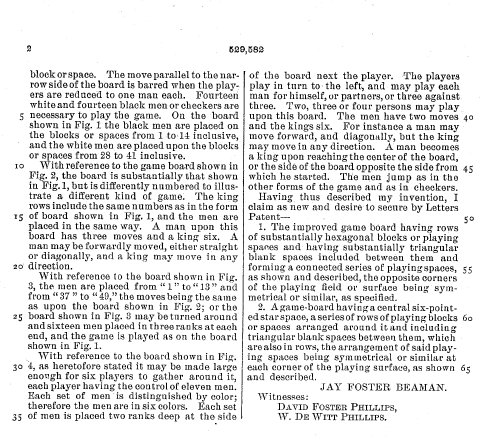 2
529,582
block or space. The move parallel to the nar-
row side of the board is barred when the play-
ers are reduced to one man each. Fourteen
white and fourteen black men or checkers are
5 necessary to play the game. On the board
shown in Fig. 1 the black men are placed on
the blocks or spaces from 1 to 14 inclusive,
and the white men are placed upon the blocks
or spaces from 28 to 41 inclusive.
10 With reference to the game board shown in
Fig. 2, the board is substantially that shown
in Fig. 1, but is differently numbered to illus-
trate a different kind of game. The king
rows include the same numbers as in the form
15 of board shown in Fig. 1, and the men are
placed in the same way. A man upon this
board has three moves and a king six. A
man may be forwardly moved, either straight
or diagonally, and a king may move in any
20 direction.
With reference to the board shown in Fig.
3, the men are placed from "1" to "13" and
from "37" to "49," the moves being the same
as upon the board shown in Fig. 2; or the
25 board shown in Fig. 3 may be turned around
and sixteen men placed in three ranks at each
end, and the game is played as on the board
shown in Fig. 1.
With reference to the board shown in Fig.
30 4, as heretofore stated it may be made large
enough for six players to gather around it,
each player having the control of eleven men.
Each set of men is distinguished by color;
therefore the men are in six colors. Each set
35 of men is placed two ranks deep at the side
of the board next the player. The players
play in turn to the left, and may play each
man for himself, or partners, or three against
three. Two, three or four persons may play
upon this board. The men have two moves 40
and the kings six. For instance a man may
move forward, and diagonally, but the king
may move in any direction. A man becomes
a king upon reaching the center of the board,
or the side of the board opposite the side from 45
which he started. The men jump as in the
other forms of the game and as in checkers.
Having thus described my invention, I
claim as new and desire to secure by Letters
Patent— 50
1. The improved game board having rows
of substantially hexagonal blocks or playing
spaces and having substantially triangular
blank spaces included between them and
forming a connected series of playing spaces, 55
as shown and described, the opposite corners
of the playing field or surface being sym-
metrical or similar, as specified.
2. A game board having a central six-point-
ed star space, a series of rows of playing blocks 60
or spaces arranged around it and including
triangular blank spaces between them, which
are also in rows, the arrangement of said play-
ing spaces being symmetrical or similar at
each corner of the playing field, as shown 65
and described.
JAY FOSTER BEAMAN.
Witnesses:
DAVID FOSTER PHILLIPS,
W. DE WITT PHILLIPS.